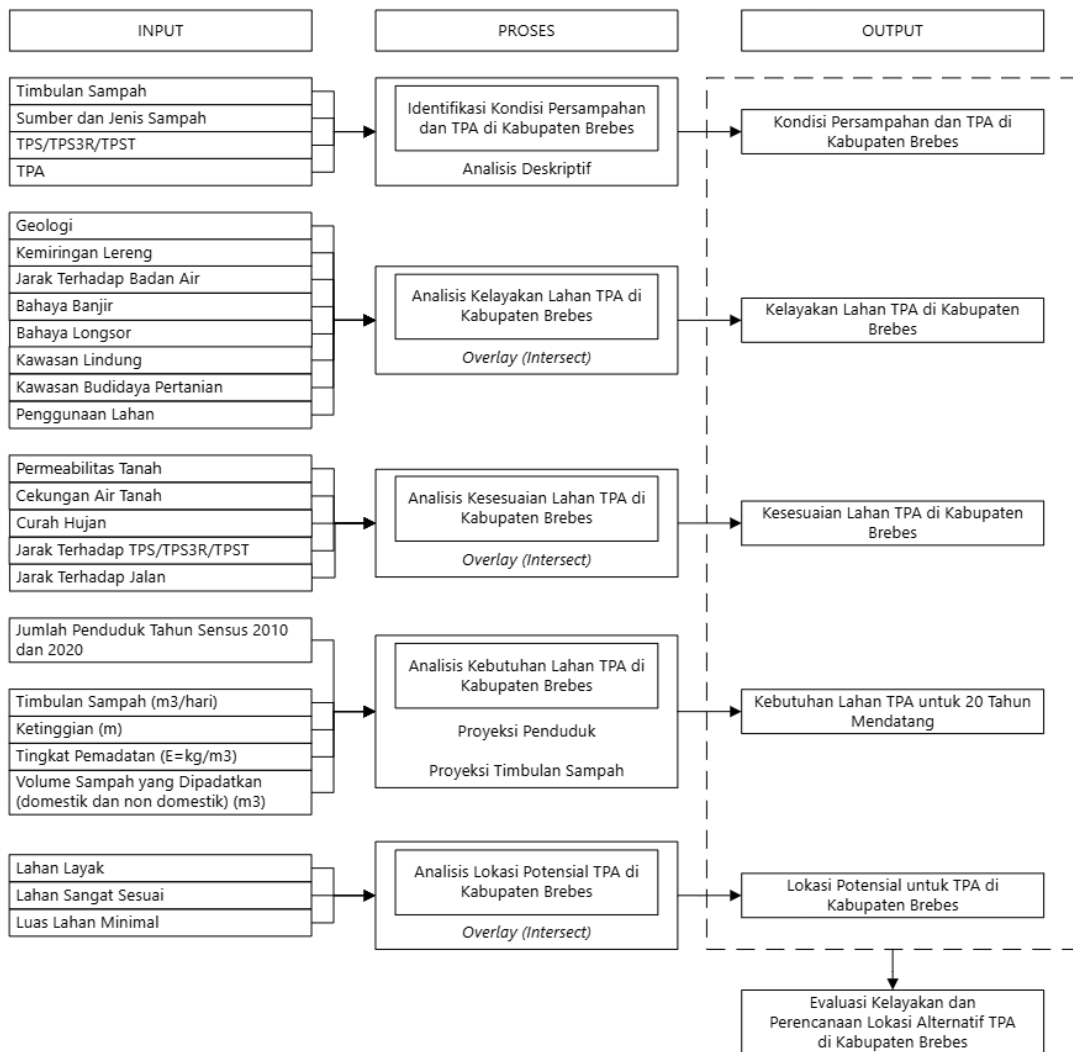 INPUT
PROSES
OUTPUT
Timbulan Sampah
Sumber dan Jenis Sampah
TPS/TPS3R/TPST
TPA
Identifikasi Kondisi Persampahan
dan TPA di Kabupaten Brebes
Analisis Deskriptif
Kondisi Persampahan dan TPA di
Kabupaten Brebes
Geologi
Kemiringan Lereng
Jarak Terhadap Badan Air
Bahaya Banjir
Bahaya Longsor
Kawasan Lindung
Kawasan Budidaya Pertanian
Penggunaan Lahan
Analisis Kelayakan Lahan TPA di
Kabupaten Brebes
Overlay (Intersect)
Kelayakan Lahan TPA di Kabupaten
Brebes
Permeabilitas Tanah
Cekungan Air Tanah
Curah Hujan
Jarak Terhadap TPS/TPS3R/TPST
Jarak Terhadap Jalan
Analisis Kesesuaian Lahan TPA di
Kabupaten Brebes
Overlay (Intersect)
Kesesuaian Lahan TPA di Kabupaten
Brebes
Jumlah Penduduk Tahun Sensus 2010
dan 2020
Timbulan Sampah (m3/hari)
Ketinggian (m)
Tingkat Pemadatan (E=kg/m3)
Volume Sampah yang Dipadatkan
(domestik dan non domestik) (m3)
Analisis Kebutuhan Lahan TPA di
Kabupaten Brebes
Proyeksi Penduduk
Proyeksi Timbulan Sampah
Kebutuhan Lahan TPA untuk 20 Tahun
Mendatang
Lahan Layak
Lahan Sangat Sesuai
Luas Lahan Minimal
Analisis Lokasi Potensial TPA di
Kabupaten Brebes
Overlay (Intersect)
Lokasi Potensial untuk TPA di
Kabupaten Brebes
Evaluasi Kelayakan dan
Perencanaan Lokasi Alternatif TPA
di Kabupaten Brebes